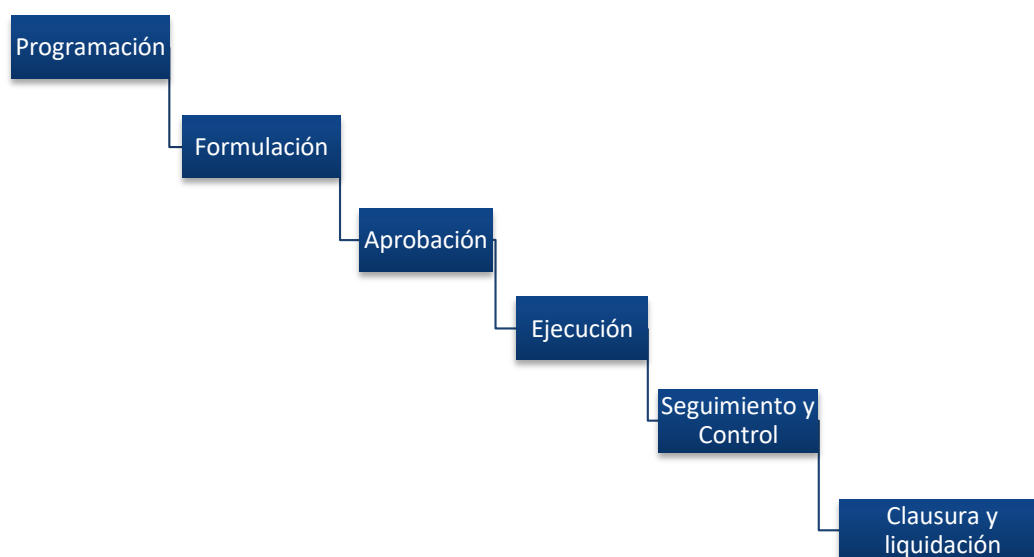 Programación
Formulación
Aprobación
Ejecución
Seguimiento y
Control
Clausura y
liquidación